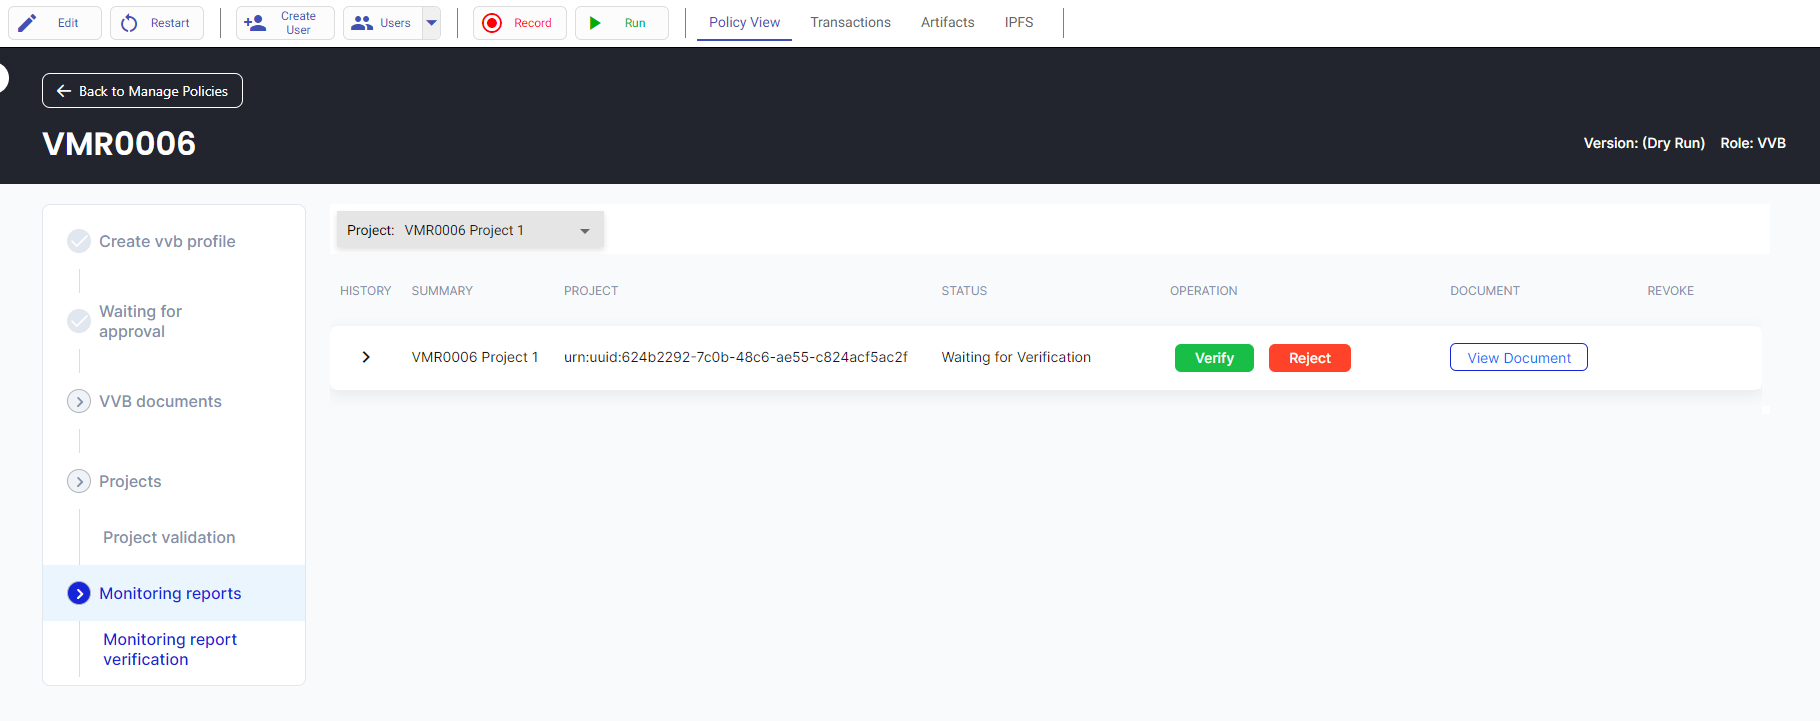 Edit
Restart
Create
User
Users
Record
Run
Policy View
Transactions
Artifacts
IPFS
Back to Manage Policies
VMR0006
Version: (Dry Run)
Role: VVB
Create vvb profile
Waiting for
approval
VVB documents
Projects
Project validation
Monitoring reports
Monitoring report
verification
Project: VMR0006 Project 1
HISTORY SUMMARY PROJECT STATUS OPERATION DOCUMENT REVOKE
VMR0006 Project 1 urn:uuid:624b2292-7c0b-48c6-ae55-c824acf5ac2f Waiting for Verification Verify Reject View Document